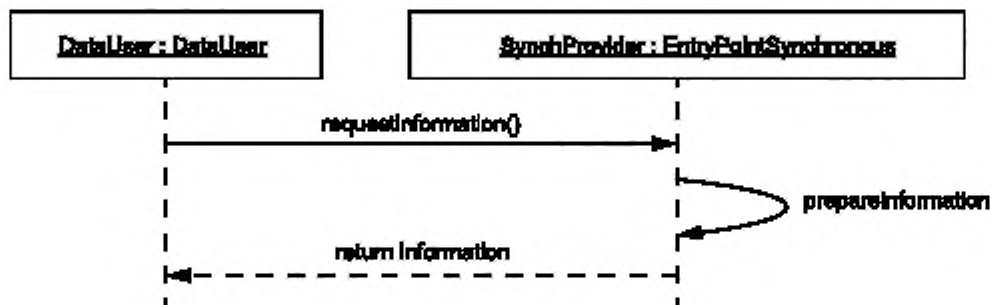 DataUser : DataUser
SynchProvider : EntryPointSynchronous
requestInformation()
prepareInformation
return information